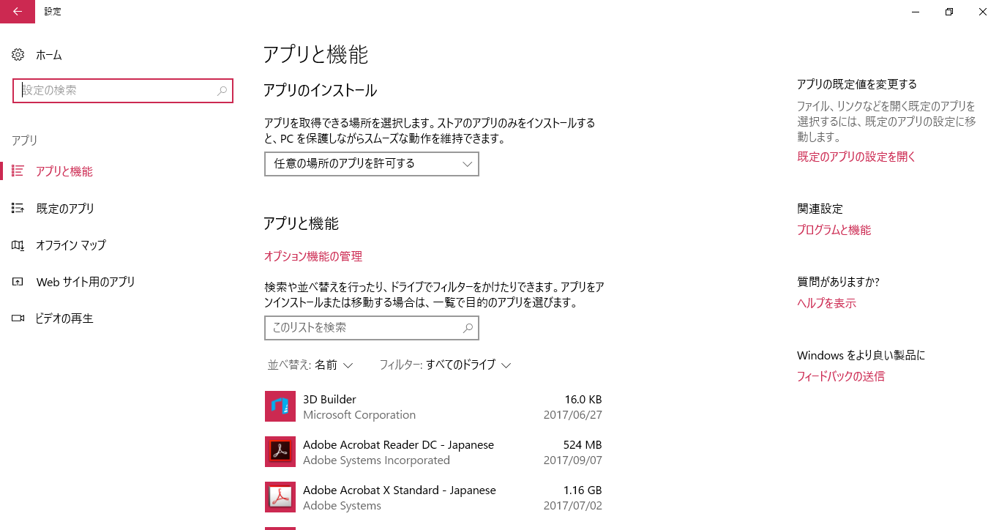 設定
ホーム
設定の検索
アプリ
アプリと機能
既定のアプリ
オフライン マップ
Web サイト用のアプリ
ビデオの再生
アプリと機能
アプリのインストール
アプリを取得できる場所を選択します。ストアのアプリのみをインストールする
と、PC を保護しながらスムーズな動作を維持できます。
任意の場所のアプリを許可する
アプリと機能
オプション機能の管理
検索や並べ替えを行ったり、ドライブでフィルターをかけたりできます。アプリをア
ンインストールまたは移動する場合は、一覧で目的のアプリを選びます。
このリストを検索
並べ替え: 名前 フィルター: すべてのドライブ
3D Builder 16.0 KB
Microsoft Corporation 2017/06/27
Adobe Acrobat Reader DC - Japanese 524 MB
Adobe Systems Incorporated 2017/09/07
Adobe Acrobat X Standard - Japanese 1.16 GB
Adobe Systems 2017/07/02
アプリの既定値を変更する
ファイル、リンクなどを開く既定のアプリを
選択するには、既定のアプリの設定に移
動します。
既定のアプリの設定を開く
関連設定
プログラムと機能
質問がありますか?
ヘルプを表示
Windows をより良い製品に
フィードバックの送信